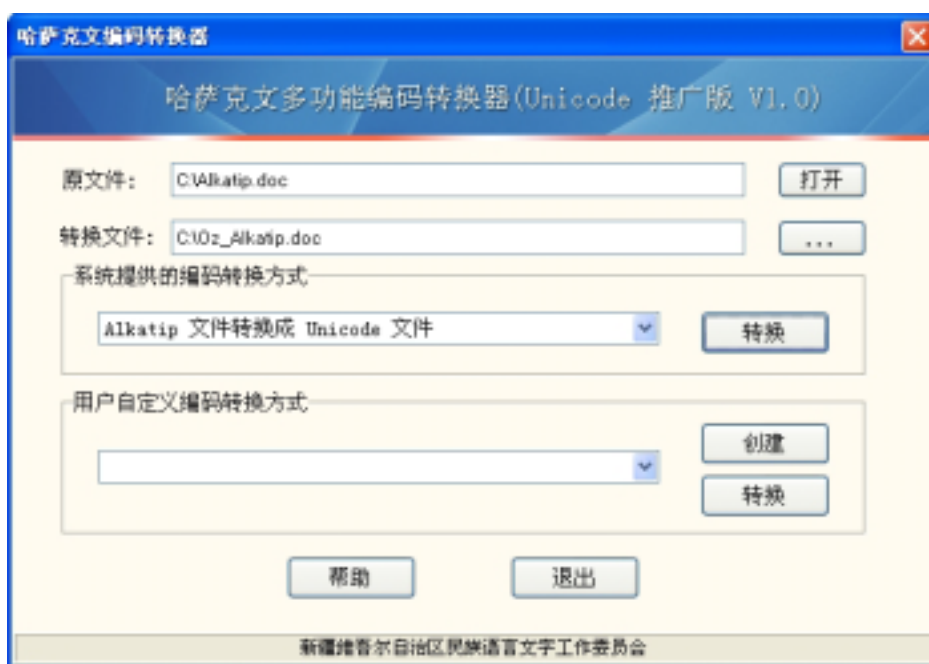 哈萨克文编码转换器
哈萨克文多功能编码转换器(Unicode 推广版 V1.0)
原文件: C:\Alkatip.doc 打开
转换文件: C:\Oz_Alkatip.doc ...
系统提供的编码转换方式
Alkatip 文件转换成 Unicode 文件 转换
用户自定义编码转换方式
创建
转换
帮助 退出
新疆维吾尔自治区民族语言文字工作委员会